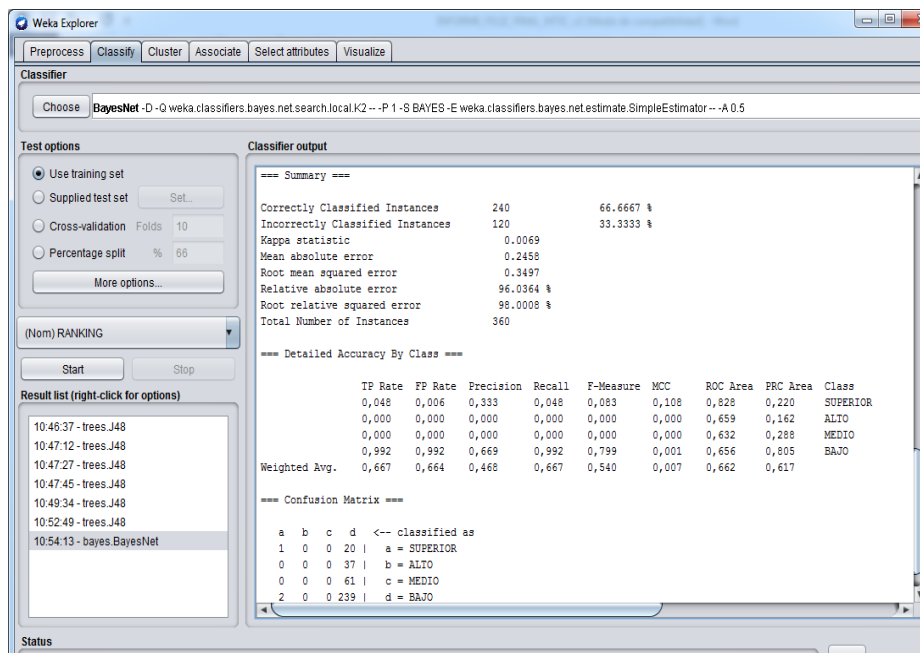 Weka Explorer
Preprocess Classify Cluster Associate Select attributes Visualize
Classifier
Choose BayesNet -D -Q weka.classifiers.bayes.net.search.local.K2 -- -P 1 -S BAYES -E weka.classifiers.bayes.net.estimate.SimpleEstimator -- -A 0.5
Test options
Use training set
Supplied test set Set...
Cross-validation Folds 10
Percentage split % 66
More options...
(Nom) RANKING
Start Stop
Result list (right-click for options)
10:46:37 - trees.J48
10:47:12 - trees.J48
10:47:27 - trees.J48
10:47:45 - trees.J48
10:49:34 - trees.J48
10:52:49 - trees.J48
10:54:13 - bayes.BayesNet
Classifier output
=== Summary ===
Correctly Classified Instances 240 66.6667 %
Incorrectly Classified Instances 120 33.3333 %
Kappa statistic 0.0069
Mean absolute error 0.2458
Root mean squared error 0.3497
Relative absolute error 96.0364 %
Root relative squared error 98.0008 %
Total Number of Instances 360
=== Detailed Accuracy By Class ===
TP Rate FP Rate Precision Recall F-Measure MCC ROC Area PRC Area Class
0,048 0,006 0,333 0,048 0,083 0,108 0,828 0,220 SUPERIOR
0,000 0,000 0,000 0,000 0,000 0,000 0,659 0,162 ALTO
0,000 0,000 0,000 0,000 0,000 0,000 0,632 0,288 MEDIO
0,992 0,992 0,669 0,992 0,799 0,001 0,656 0,805 BAJO
Weighted Avg. 0,667 0,664 0,468 0,667 0,540 0,007 0,662 0,617
=== Confusion Matrix ===
a b c d <-- classified as
1 0 0 20 | a = SUPERIOR
0 0 0 37 | b = ALTO
0 0 0 61 | c = MEDIO
2 0 0 239 | d = BAJO
Status